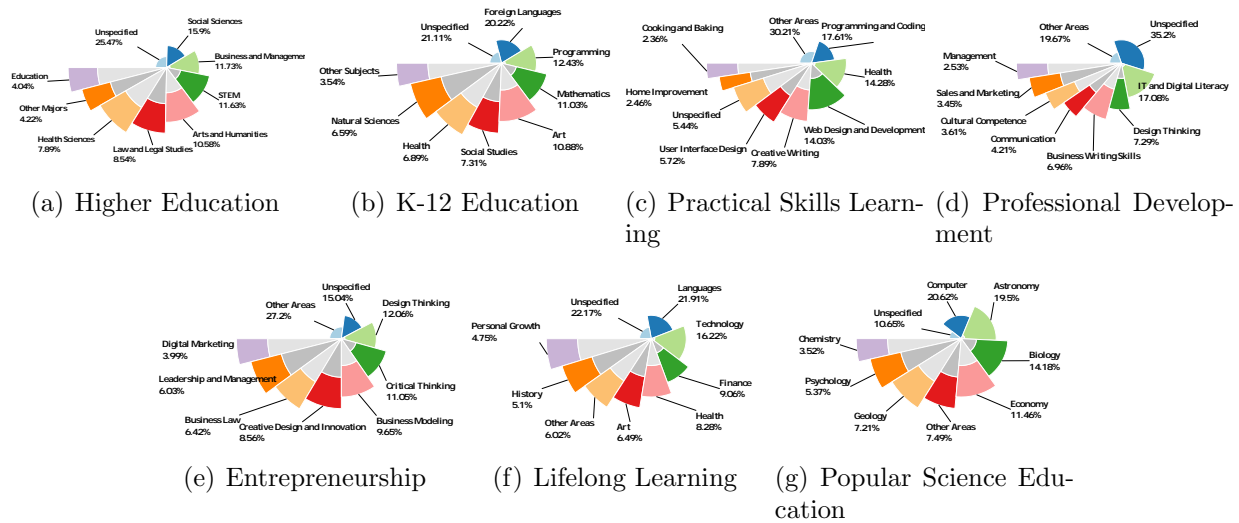 Unspecified
25.47%
Social Sciences
15.9%
Business and Managemen
11.73%
STEM
11.63%
Arts and Humanities
10.58%
Law and Legal Studies
8.54%
Health Sciences
7.89%
Other Majors
4.22%
Education
4.04%
(a) Higher Education
Unspecified
21.11%
Foreign Languages
20.22%
Programming
12.43%
Mathematics
11.03%
Art
10.88%
Social Studies
7.31%
Health
6.89%
Natural Sciences
6.59%
Other Subjects
3.54%
(b) K-12 Education
Other Areas
30.21%
Programming and Coding
17.61%
Health
14.28%
Web Design and Development
14.03%
Creative Writing
7.89%
User Interface Design
5.72%
Unspecified
5.44%
Home Improvement
2.46%
Cooking and Baking
2.36%
(c) Practical Skills Learn-
ing
Unspecified
35.2%
Other Areas
19.67%
IT and Digital Literacy
17.08%
Design Thinking
7.29%
Business Writing Skills
6.96%
Communication
4.21%
Cultural Competence
3.61%
Sales and Marketing
3.45%
Management
2.53%
(d) Professional Develop-
ment
Other Areas
27.2%
Unspecified
15.04%
Design Thinking
12.06%
Critical Thinking
11.05%
Business Modeling
9.65%
Creative Design and Innovation
8.56%
Business Law
6.42%
Leadership and Management
6.03%
Digital Marketing
3.99%
(e) Entrepreneurship
Unspecified
22.17%
Languages
21.91%
Technology
16.22%
Finance
9.06%
Health
8.28%
Art
6.49%
Other Areas
6.02%
History
5.1%
Personal Growth
4.75%
(f) Lifelong Learning
Computer
20.62%
Astronomy
19.5%
Biology
14.18%
Economy
11.46%
Other Areas
7.49%
Geology
7.21%
Psychology
5.37%
Chemistry
3.52%
Unspecified
10.65%
(g) Popular Science Edu-
cation